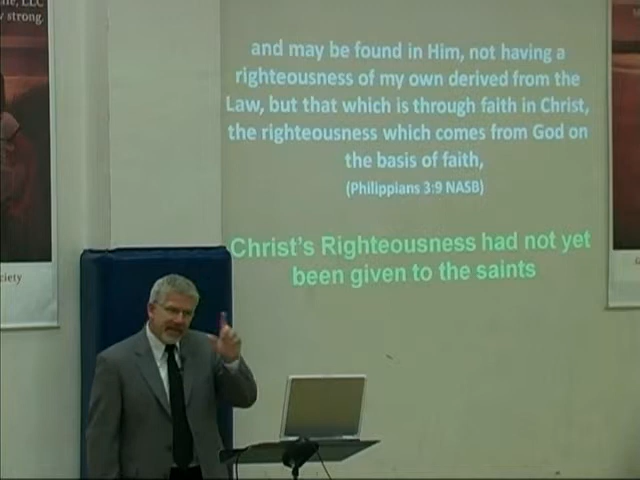 LLC
strong.
and may be found in Him, not having a
righteousness of my own derived from the
Law, but that which is through faith in Christ,
the righteousness which comes from God on
the basis of faith,
(Philippians 3:9 NASB)
Christ's Righteousness had not yet
been given to the saints